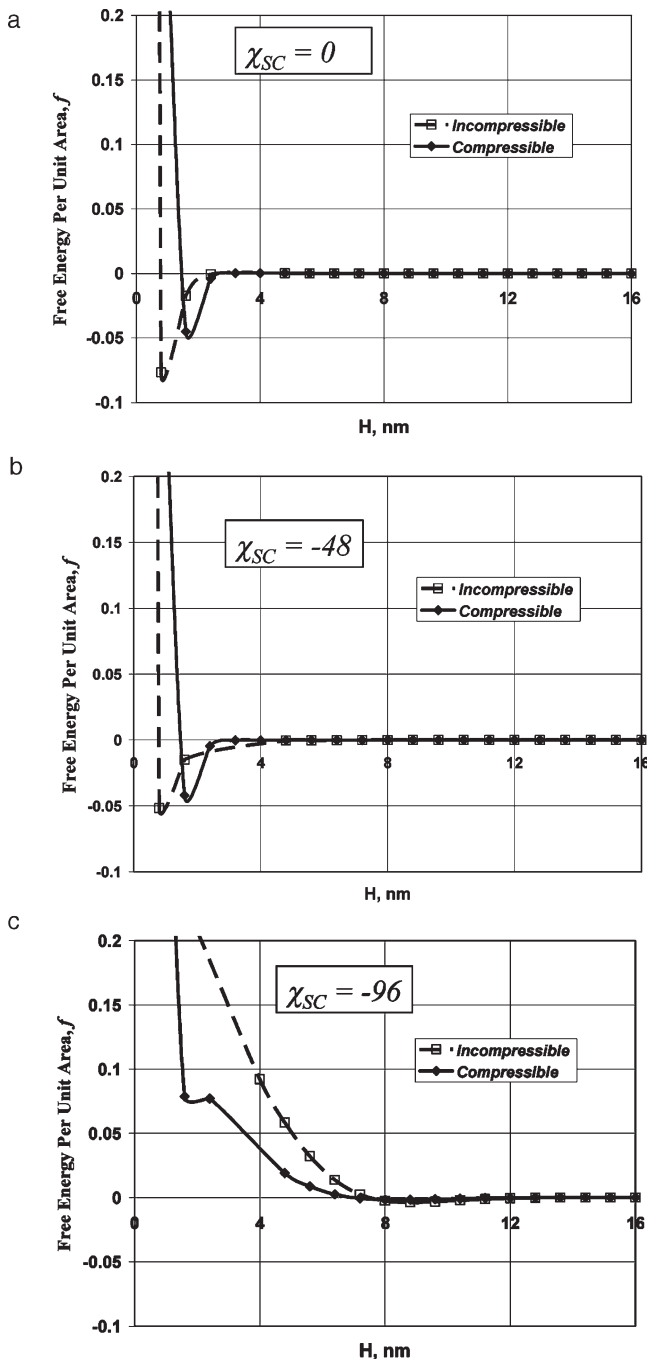 a
0.2
0.15
0.1
0.05
0
-0.05
-0.1
Free Energy Per Unit Area, f
χSC = 0
Incompressible
Compressible
0 4 8 12 16
H, nm
b
0.2
0.15
0.1
0.05
0
-0.05
-0.1
Free Energy Per Unit Area, f
χSC = -48
Incompressible
Compressible
0 4 8 12 16
H, nm
c
0.2
0.15
0.1
0.05
0
-0.05
-0.1
Free Energy Per Unit Area, f
χSC = -96
Incompressible
Compressible
0 4 8 12 16
H, nm